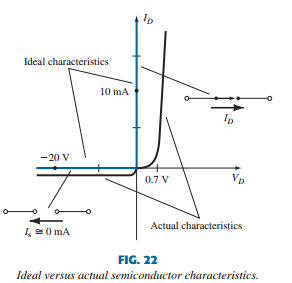 I_D
Ideal characteristics
10 mA
I_D
−20 V
0.7 V
V_D
I_s ≅ 0 mA
Actual characteristics
FIG. 22
Ideal versus actual semiconductor characteristics.